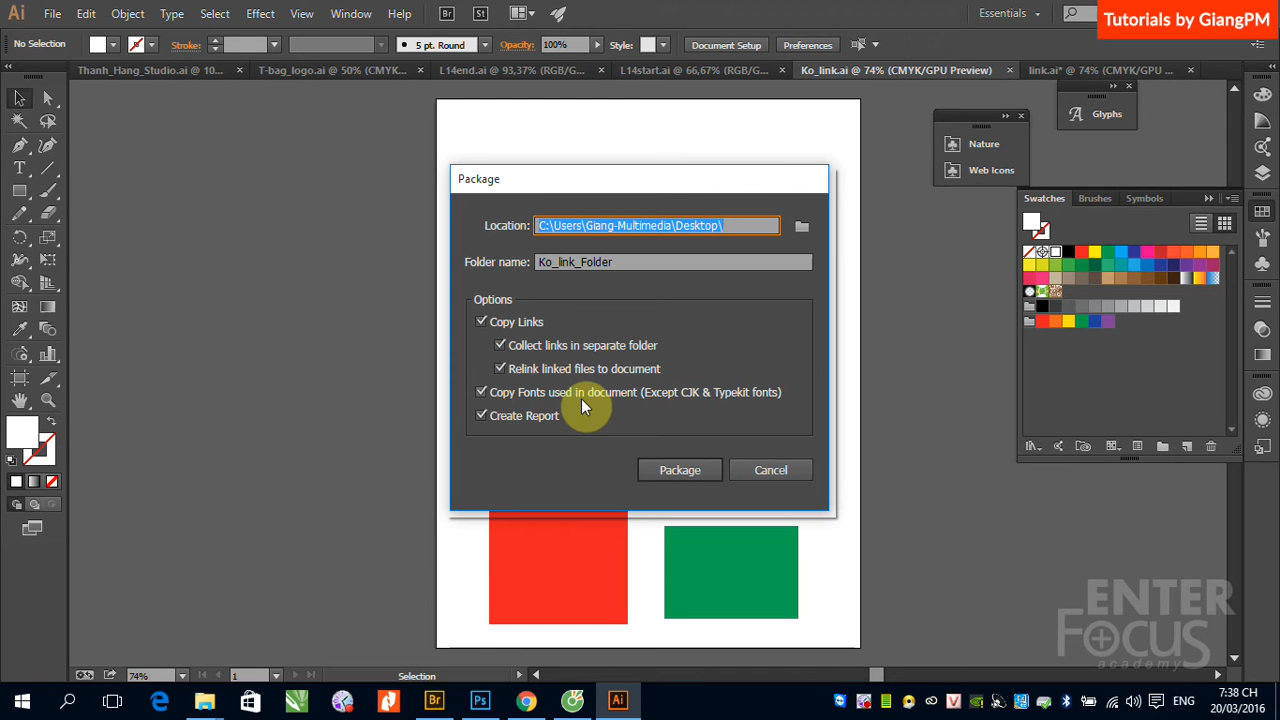 Ai File Edit Object Type Select Effect View Window Help Br St Essentials
Tutorials by GiangPM
No Selection Stroke: 5 pt. Round Opacity: 100% Style: Document Setup Preferences
Thanh_Hang_Studio.ai @ 10... × T-bag_logo.ai @ 50% (CMYK... × L14end.ai @ 93,37% (RGB/G... × L14start.ai @ 66,67% (RGB/G... × Ko_link.ai @ 74% (CMYK/GPU Preview) × link.ai* @ 74% (CMYK/GPU ... ×
Glyphs
Nature
Web Icons
Package
Location: C:\Users\Giang-Multimedia\Desktop\
Folder name: Ko_link_Folder
Options
Copy Links
Collect links in separate folder
Relink linked files to document
Copy Fonts used in document (Except CJK & Typekit fonts)
Create Report
Package Cancel
Swatches Brushes Symbols
ENTER
FOCUS
academy
74% 1 Selection
Br Ps Ai ENG 7:38 CH
20/03/2016